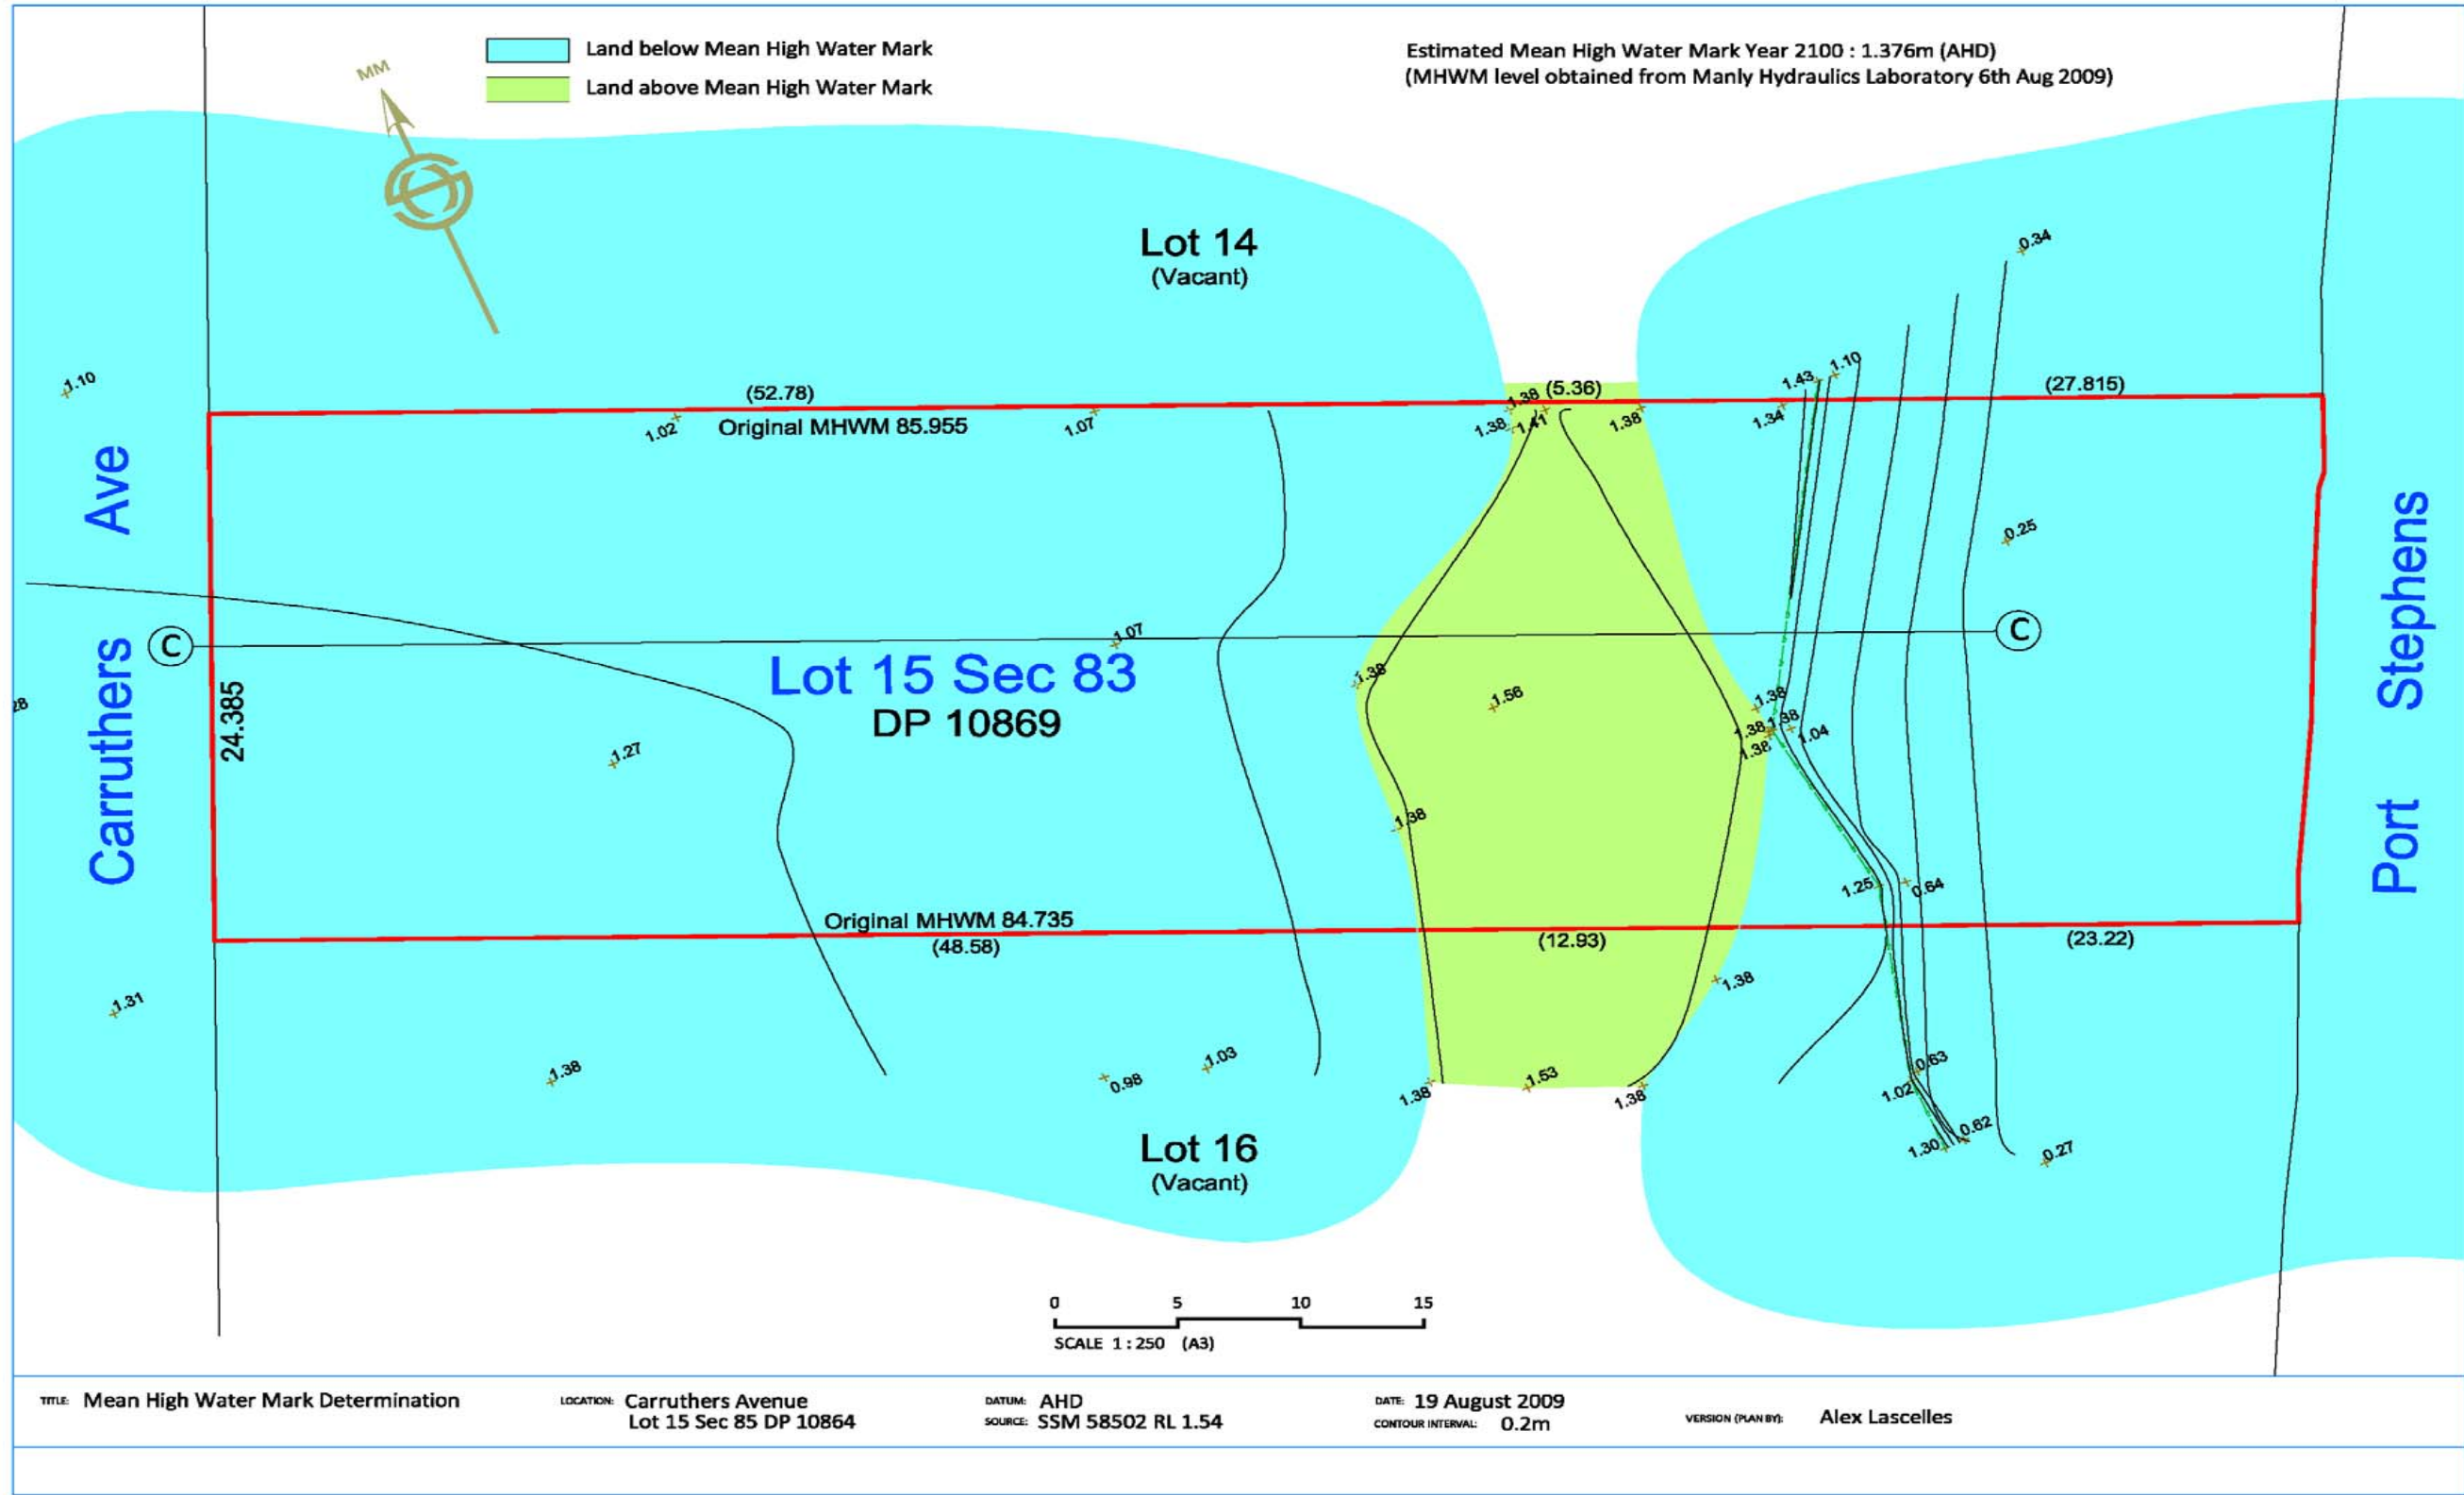 Land below Mean High Water Mark
Land above Mean High Water Mark
Estimated Mean High Water Mark Year 2100 : 1.376m (AHD)
(MHWM level obtained from Manly Hydraulics Laboratory 6th Aug 2009)
MM
Lot 14
(Vacant)
0.34
1.10
(52.78)
1.38
(5.36)
1.43
1.10
(27.815)
1.02
Original MHWM 85.955
1.07
1.38
1.41
1.38
1.34
0.25
Carruthers Ave
Port Stephens
C
C
1.07
Lot 15 Sec 83
DP 10869
24.385
28
1.27
1.38
1.56
1.38
1.38
1.38
1.38
1.04
1.38
1.25
0.64
Original MHWM 84.735
(48.58)
(12.93)
(23.22)
1.31
1.38
0.98
1.03
1.38
1.53
1.38
1.38
0.63
1.02
1.30
0.62
0.27
Lot 16
(Vacant)
0 5 10 15
SCALE 1 : 250 (A3)
TITLE: Mean High Water Mark Determination
LOCATION: Carruthers Avenue
Lot 15 Sec 85 DP 10864
DATUM: AHD
SOURCE: SSM 58502 RL 1.54
DATE: 19 August 2009
CONTOUR INTERVAL: 0.2m
VERSION (PLAN BY): Alex Lascelles